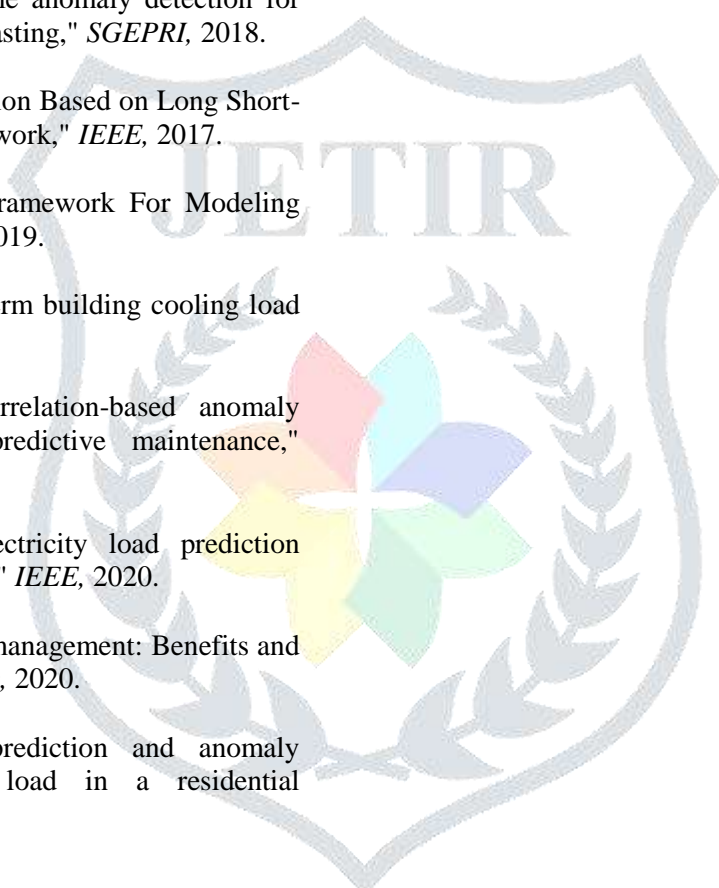 ne anomaly detection for
asting," SGEPRI, 2018.
ion Based on Long Short-
work," IEEE, 2017.
JETIR
ramework For Modeling
019.
rm building cooling load
rrelation-based anomaly
predictive maintenance,"
ectricity load prediction
" IEEE, 2020.
management: Benefits and
, 2020.
prediction and anomaly
load in a residential